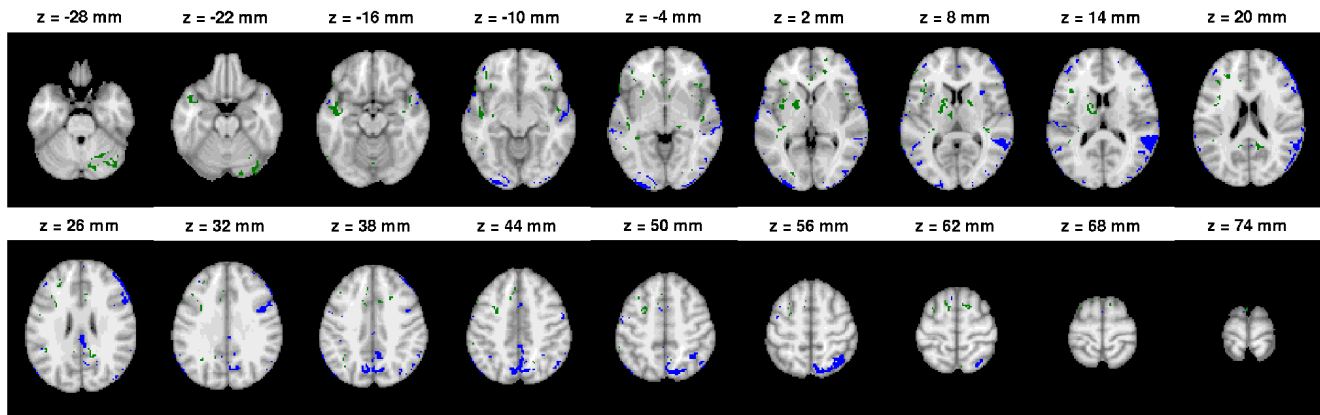 z = -28 mm z = -22 mm z = -16 mm z = -10 mm z = -4 mm z = 2 mm z = 8 mm z = 14 mm z = 20 mm
z = 26 mm z = 32 mm z = 38 mm z = 44 mm z = 50 mm z = 56 mm z = 62 mm z = 68 mm z = 74 mm